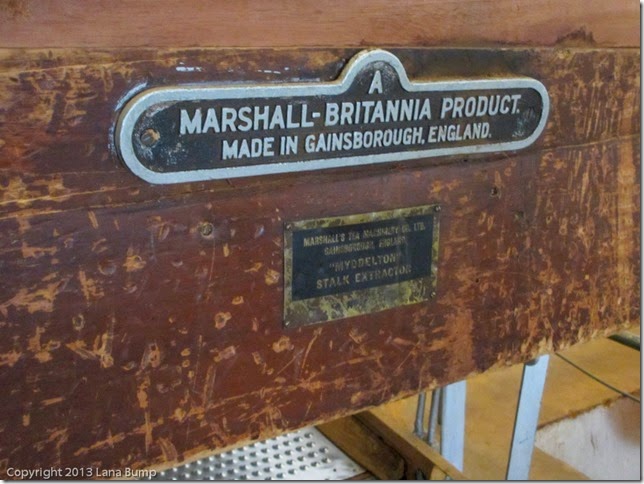 A
MARSHALL-BRITANNIA PRODUCT.
MADE IN GAINSBOROUGH, ENGLAND.
MARSHALL'S TEA MACHINERY CO. LTD.
GAINSBOROUGH, ENGLAND
"MYDDELTON"
STALK EXTRACTOR
Copyright 2013 Lana Bump